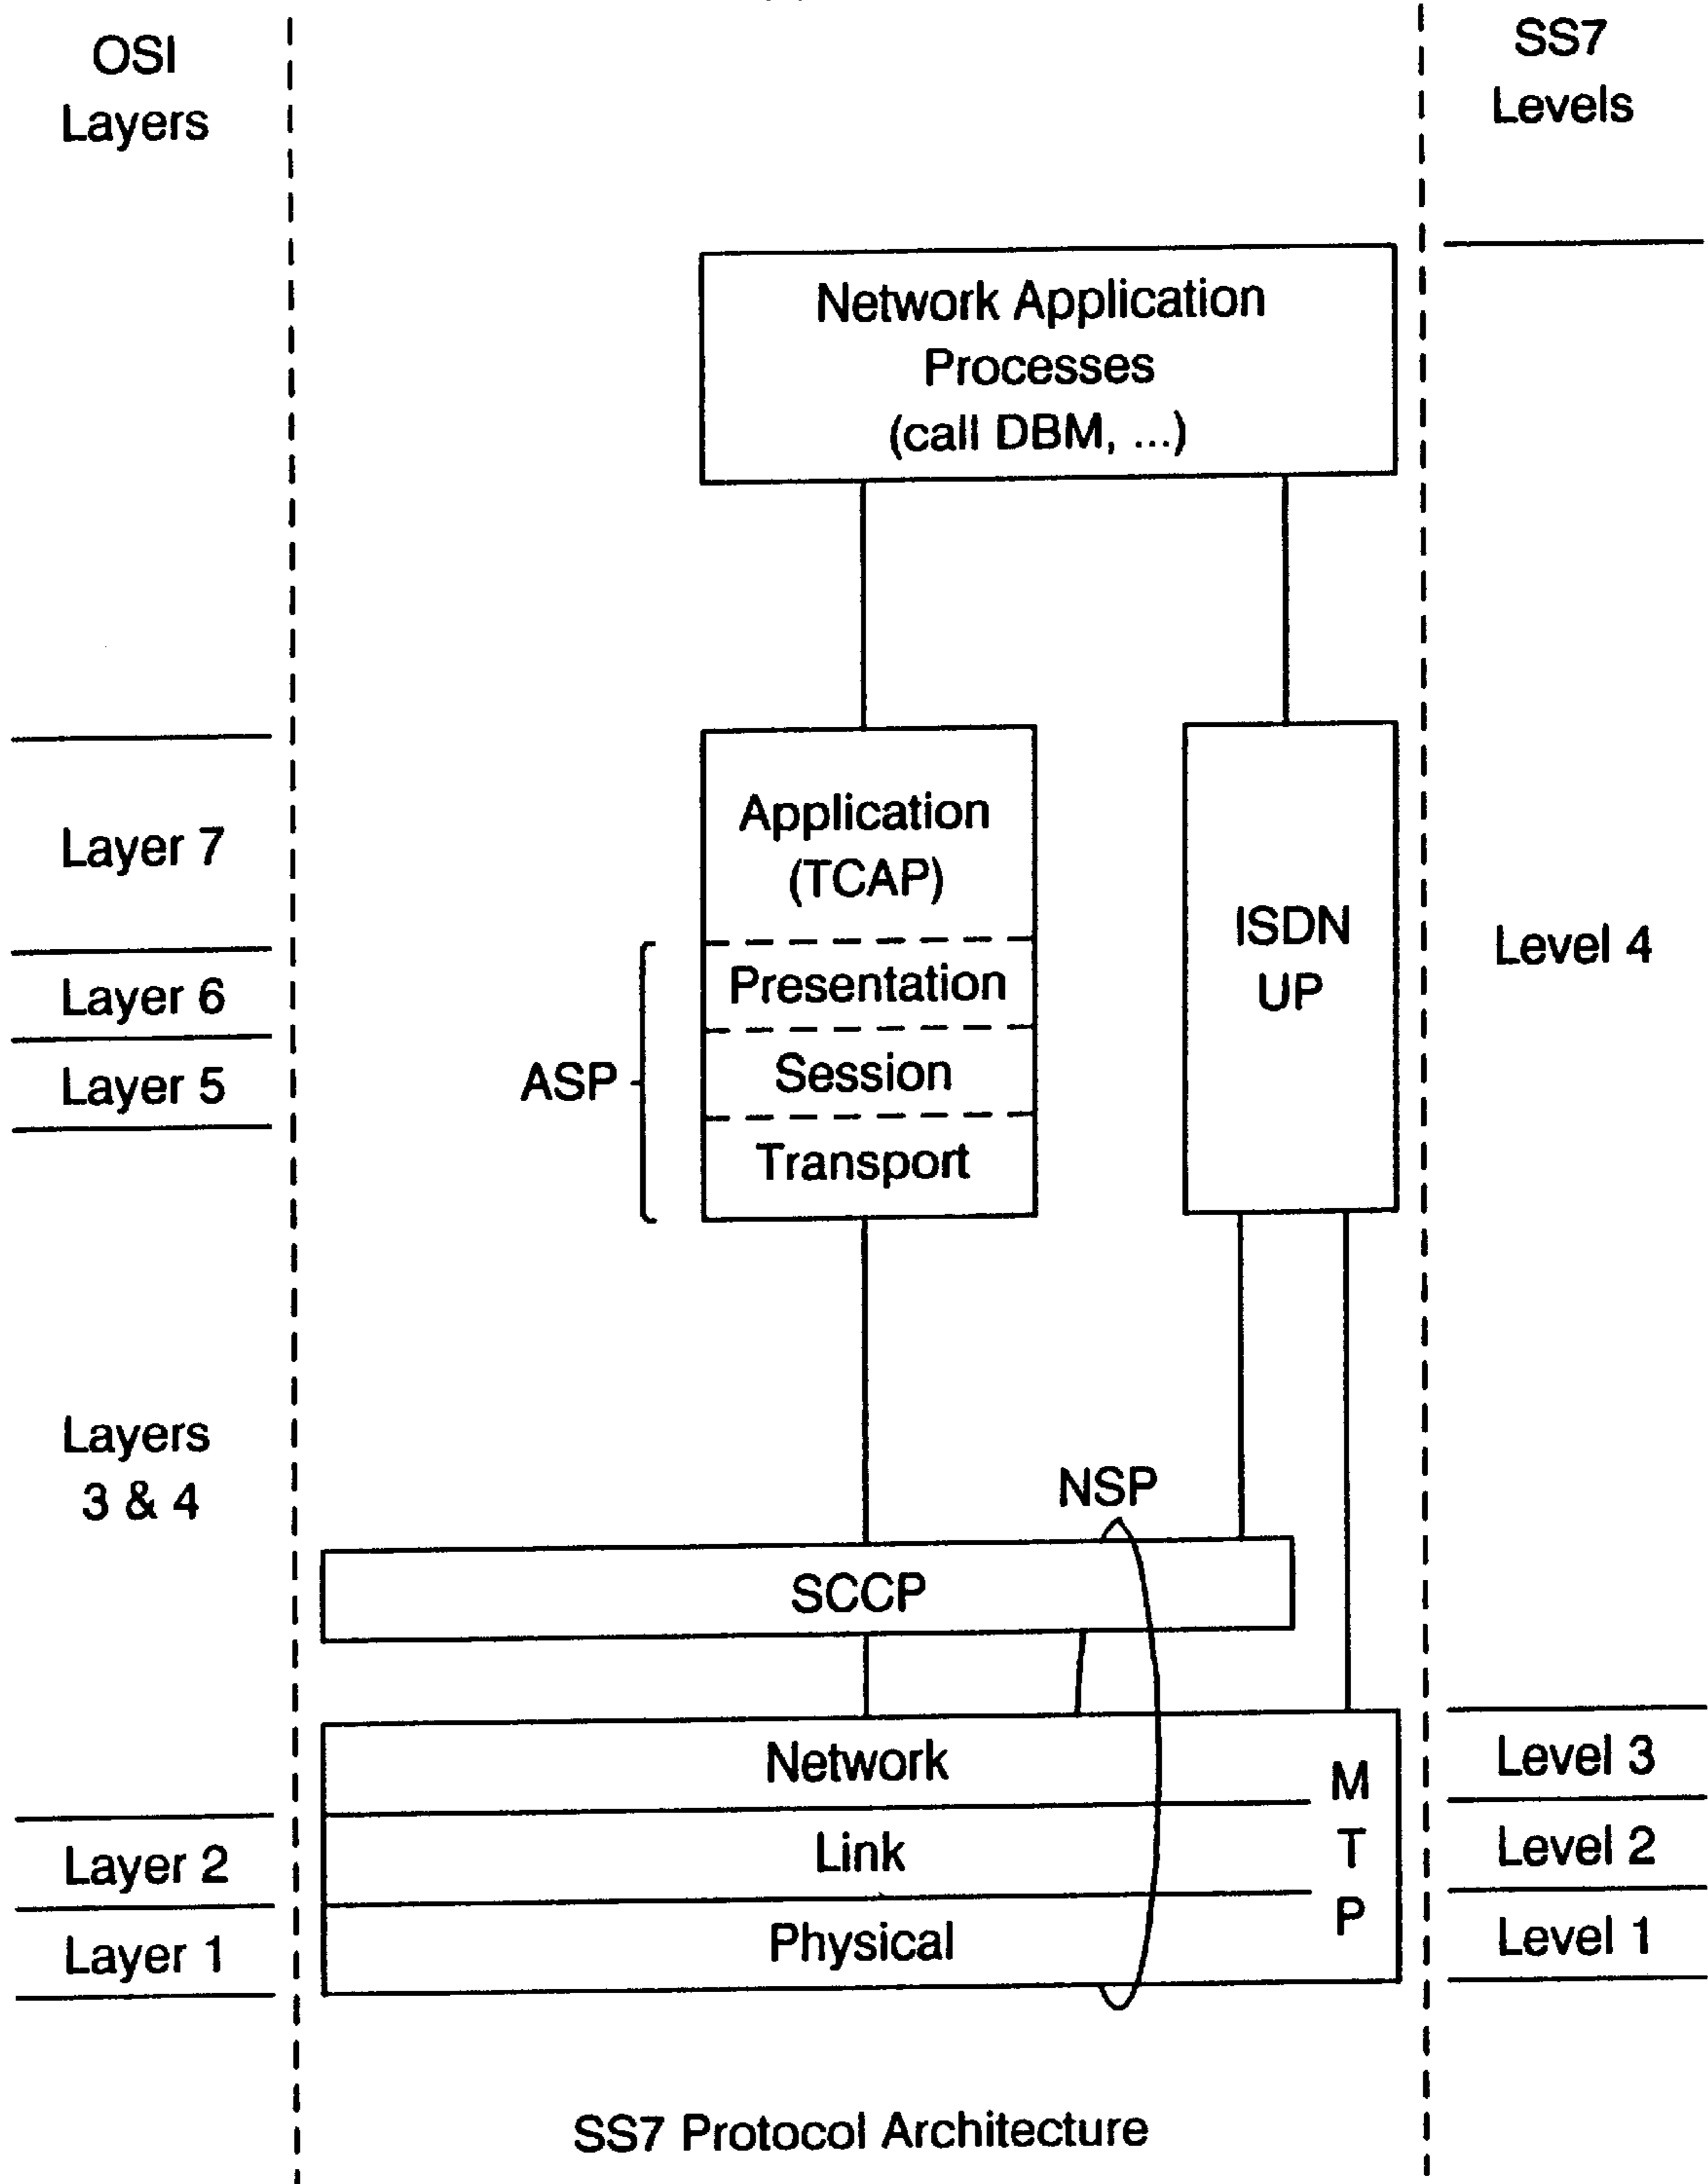 OSI
Layers
SS7
Levels
Network Application
Processes
(call DBM, ...)
Layer 7
Application
(TCAP)
ISDN
UP
Level 4
Layer 6
Presentation
Layer 5
ASP
Session
Transport
Layers
3 & 4
NSP
SCCP
Network
M
T
P
Level 3
Layer 2
Link
Level 2
Layer 1
Physical
Level 1
SS7 Protocol Architecture